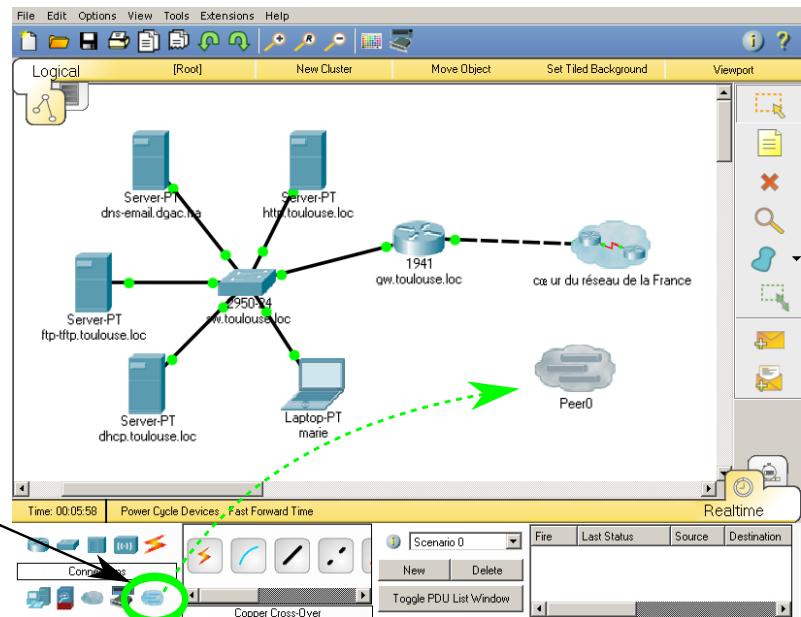 File Edit Options View Tools Extensions Help
Logical [Root] New Cluster Move Object Set Tiled Background Viewport
Server-PT
dns-email.dgac.
Server-PT
http.toulouse.loc
1941
gw.toulouse.loc
cœur du réseau de la France
2950-24
sw.toulouse.loc
Server-PT
ftp-tftp.toulouse.loc
Server-PT
dhcp.toulouse.loc
Laptop-PT
marie
Peer0
Realtime
Time: 00:05:58 Power Cycle Devices Fast Forward Time
Connections
Copper Cross-Over
Scenario 0
New Delete
Toggle PDU List Window
Fire Last Status Source Destination